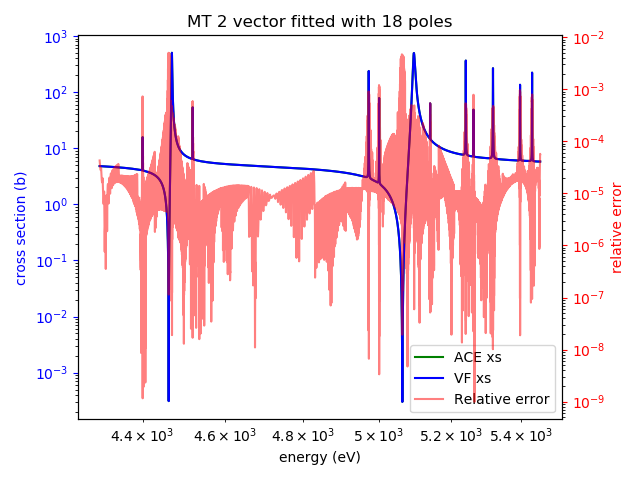 MT 2 vector fitted with 18 poles
10³
10²
10¹
10⁰
10⁻¹
10⁻²
10⁻³
cross section (b)
10⁻²
10⁻³
10⁻⁴
10⁻⁵
10⁻⁶
10⁻⁷
10⁻⁸
10⁻⁹
relative error
ACE xs
VF xs
Relative error
4.4 × 10³ 4.6 × 10³ 4.8 × 10³ 5 × 10³ 5.2 × 10³ 5.4 × 10³
energy (eV)